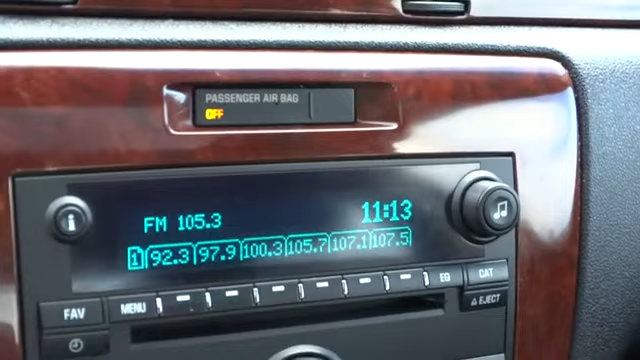 PASSENGER AIR BAG
OFF
FM 105.3 11:13
1 92.3 97.9 100.3 105.7 107.1 107.5
FAV MENU EQ CAT
EJECT